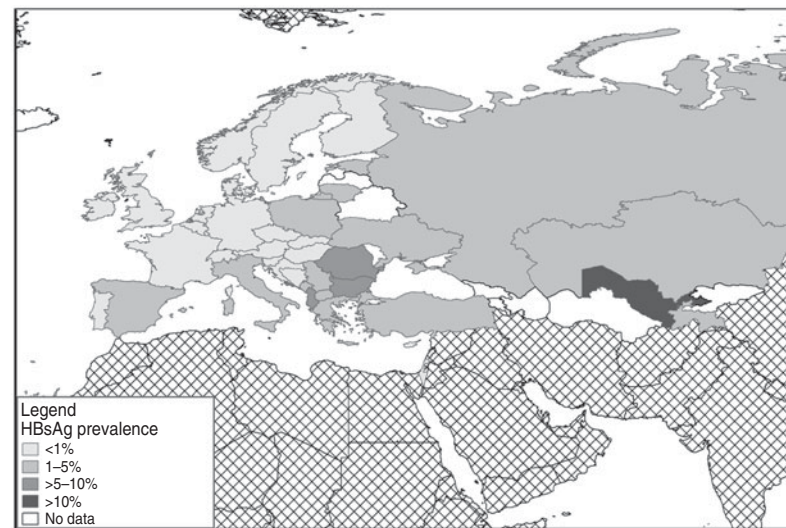 Legend
HBsAg prevalence
<1%
1–5%
>5–10%
>10%
No data